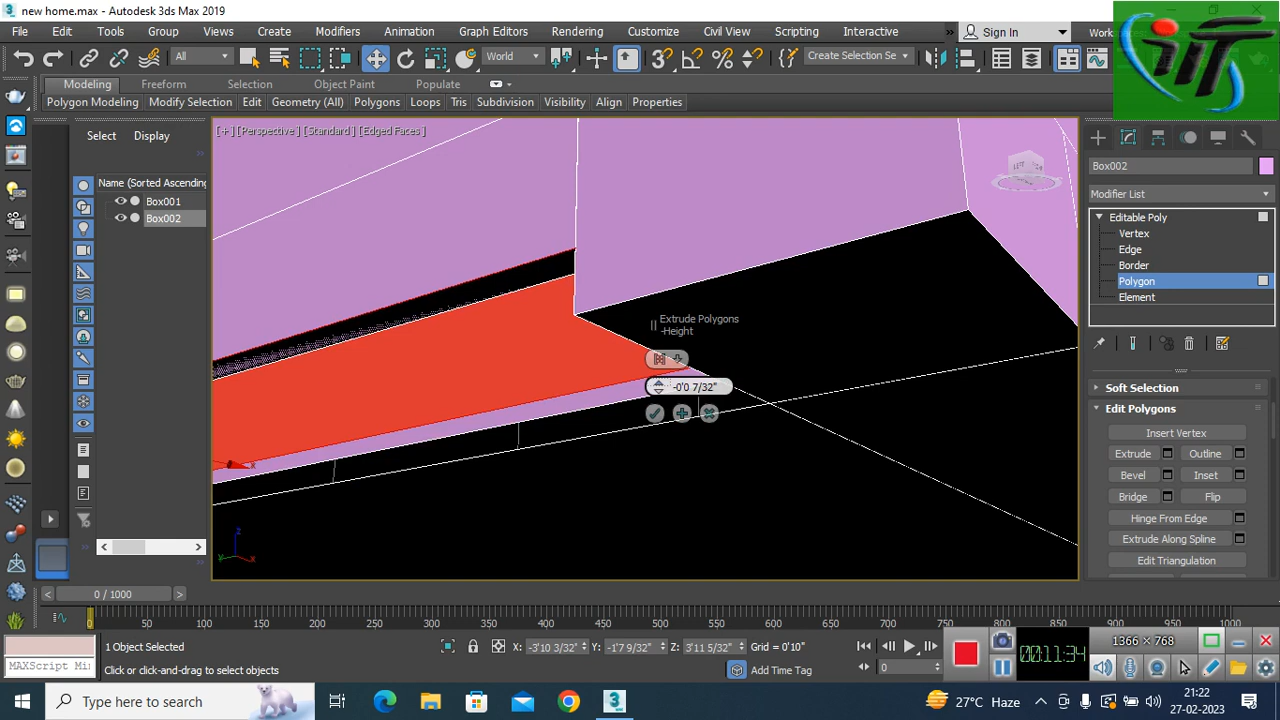 new home.max - Autodesk 3ds Max 2019
File Edit Tools Group Views Create Modifiers Animation Graph Editors Rendering Customize Civil View Scripting Interactive Sign In
All World Create Selection Se
Modeling Freeform Selection Object Paint Populate
Polygon Modeling Modify Selection Edit Geometry (All) Polygons Loops Tris Subdivision Visibility Align Properties
Select Display
[ + ] [Perspective ] [Standard ] [Edged Faces ]
Name (Sorted Ascending
Box001
Box002
LEFT
Extrude Polygons
-Height
-0'0 7/32"
iTT
Box002
Modifier List
Editable Poly
Vertex
Edge
Border
Polygon
Element
Soft Selection
Edit Polygons
Insert Vertex
Extrude Outline
Bevel Inset
Bridge Flip
Hinge From Edge
Extrude Along Spline
Edit Triangulation
0 / 1000
0 50 100 150 200 250 300 350 400 450 500 550 600 650 700 750 800 850 900 950 1000
1 Object Selected
X: -3'10 3/32" Y: -1'7 9/32" Z: 3'11 5/32" Grid = 0'10"
MAXScript Mi
Click or click-and-drag to select objects
Add Time Tag
0
00:11:34
1366 × 768
Type here to search
27°C Haze
21:22
27-02-2023